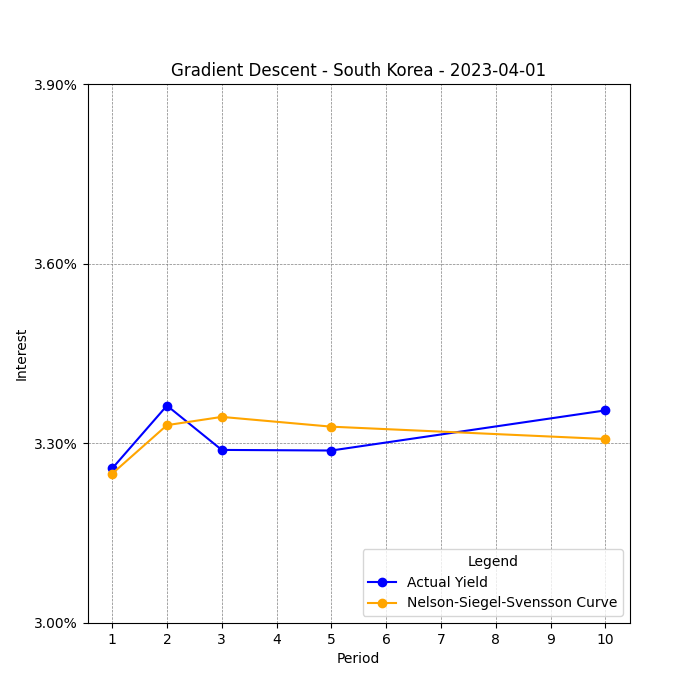 Gradient Descent - South Korea - 2023-04-01
3.90%
3.60%
3.30%
3.00%
Interest
1 2 3 4 5 6 7 8 9 10
Period
Legend
Actual Yield
Nelson-Siegel-Svensson Curve